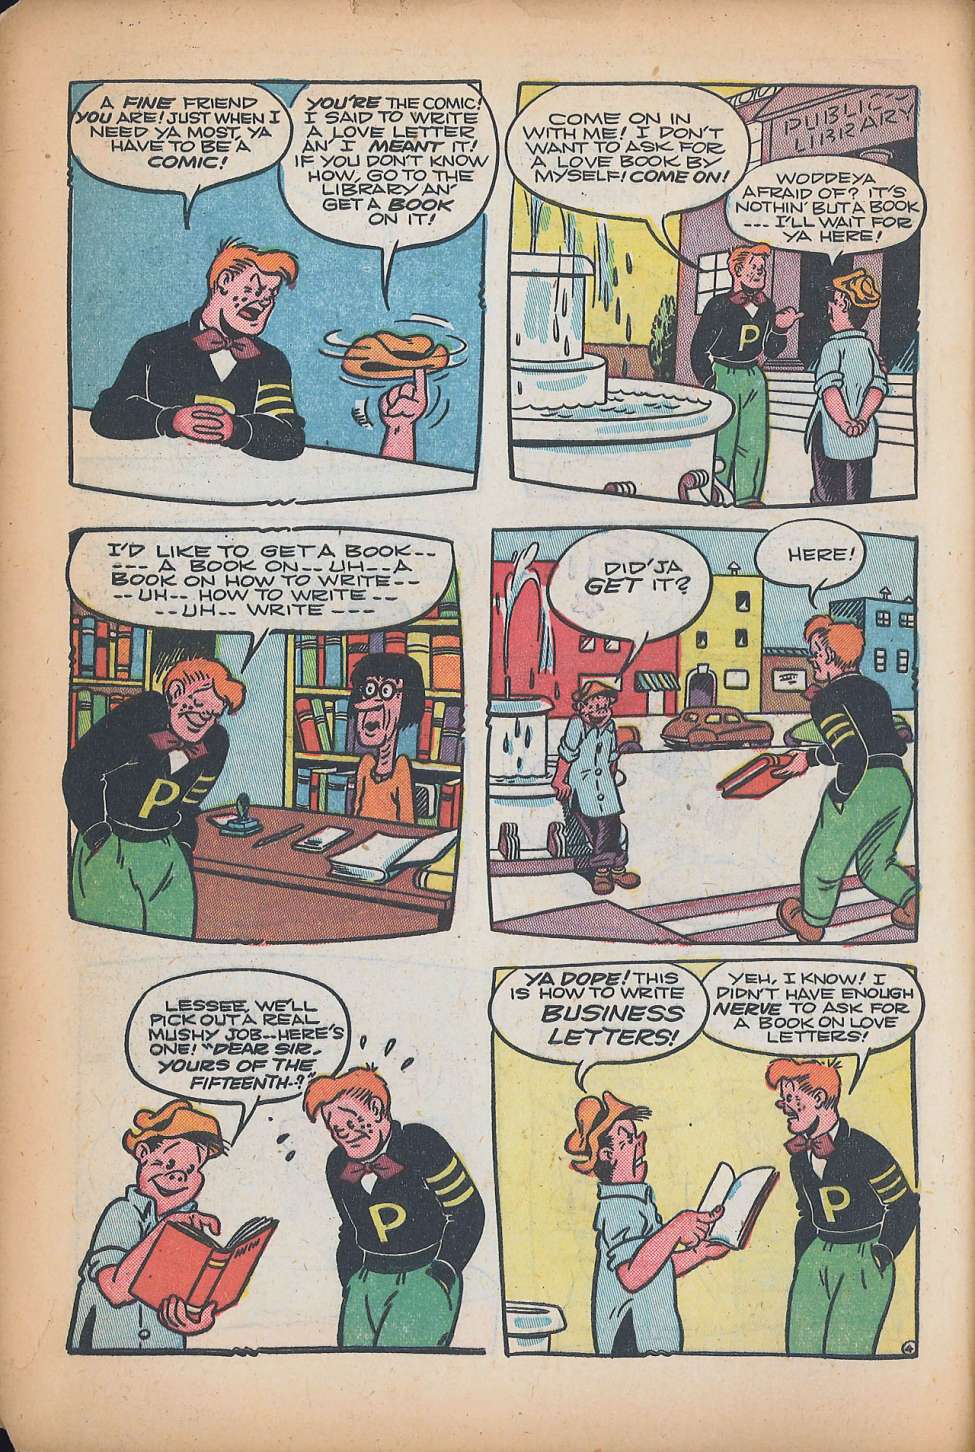 A FINE FRIEND
YOU ARE! JUST WHEN I
NEED YA MOST, YA
HAVE TO BE A
COMIC!
YOU'RE THE COMIC!
I SAID TO WRITE
A LOVE LETTER
AN' I MEANT IT!
IF YOU DON'T KNOW
HOW, GO TO THE
LIBRARY AN'
GET A BOOK
ON IT!
COME ON IN
WITH ME! I DON'T
WANT TO ASK FOR
A LOVE BOOK BY
MYSELF! COME ON!
PUBLIC
LIBRARY
WODDEYA
AFRAID OF? IT'S
NOTHIN' BUT A BOOK
--- I'LL WAIT FOR
YA HERE!
P
I'D LIKE TO GET A BOOK--
--- A BOOK ON-- UH--A
BOOK ON HOW TO WRITE--
--UH-- HOW TO WRITE--
--UH-- WRITE ---
P
DID'JA
GET IT?
HERE!
LESSEE, WE'LL
PICK OUT A REAL
MUSHY JOB--HERE'S
ONE! "DEAR SIR-
YOURS OF THE
FIFTEENTH-?"
P
YA DOPE! THIS
IS HOW TO WRITE
BUSINESS
LETTERS!
YEH, I KNOW! I
DIDN'T HAVE ENOUGH
NERVE TO ASK FOR
A BOOK ON LOVE
LETTERS!
P
4